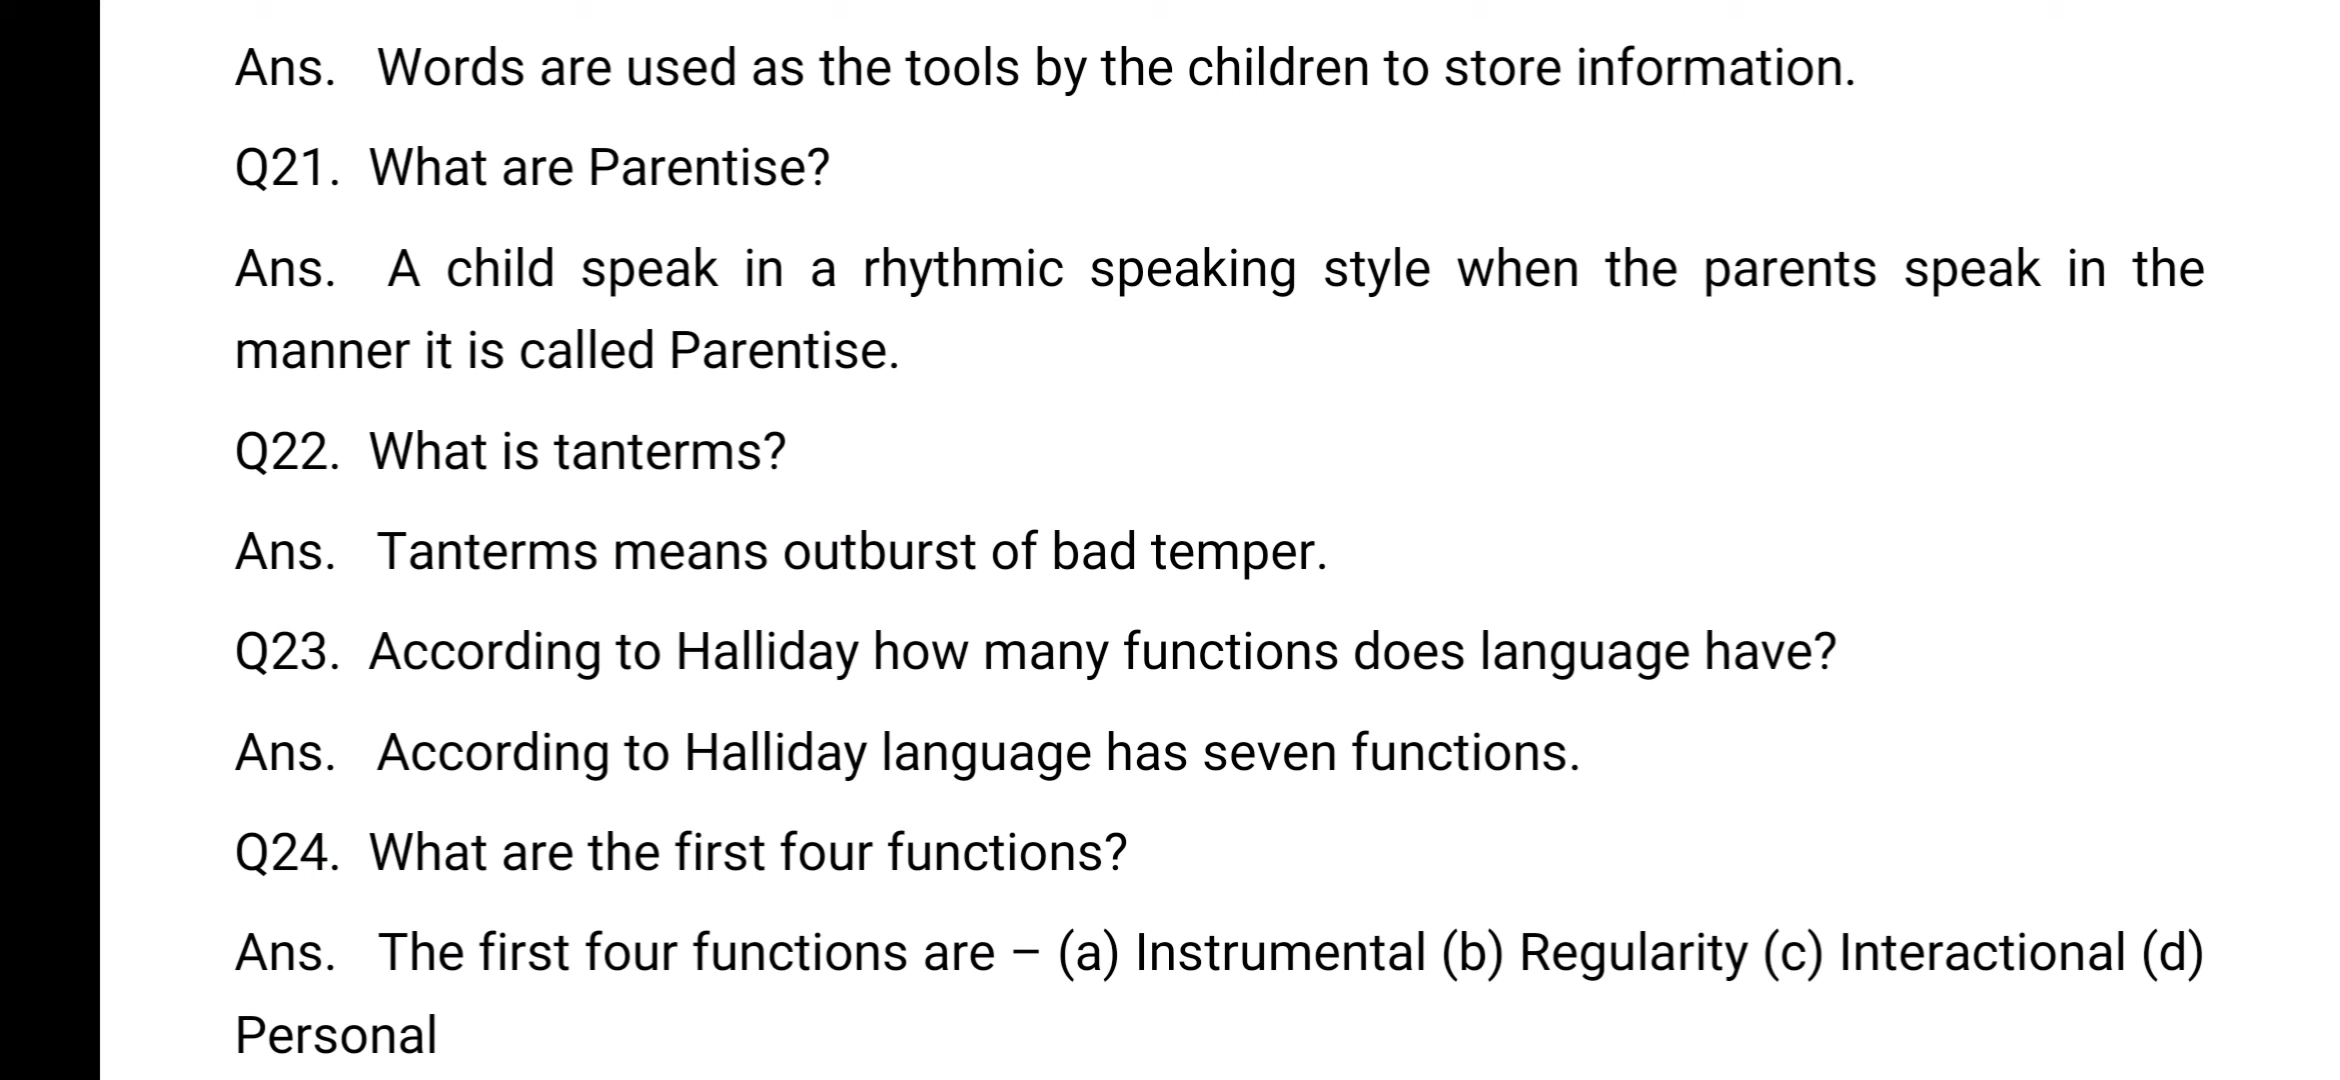 Ans. Words are used as the tools by the children to store information.
Q21. What are Parentise?
Ans. A child speak in a rhythmic speaking style when the parents speak in the
manner it is called Parentise.
Q22. What is tanterms?
Ans. Tanterms means outburst of bad temper.
Q23. According to Halliday how many functions does language have?
Ans. According to Halliday language has seven functions.
Q24. What are the first four functions?
Ans. The first four functions are – (a) Instrumental (b) Regularity (c) Interactional (d)
Personal